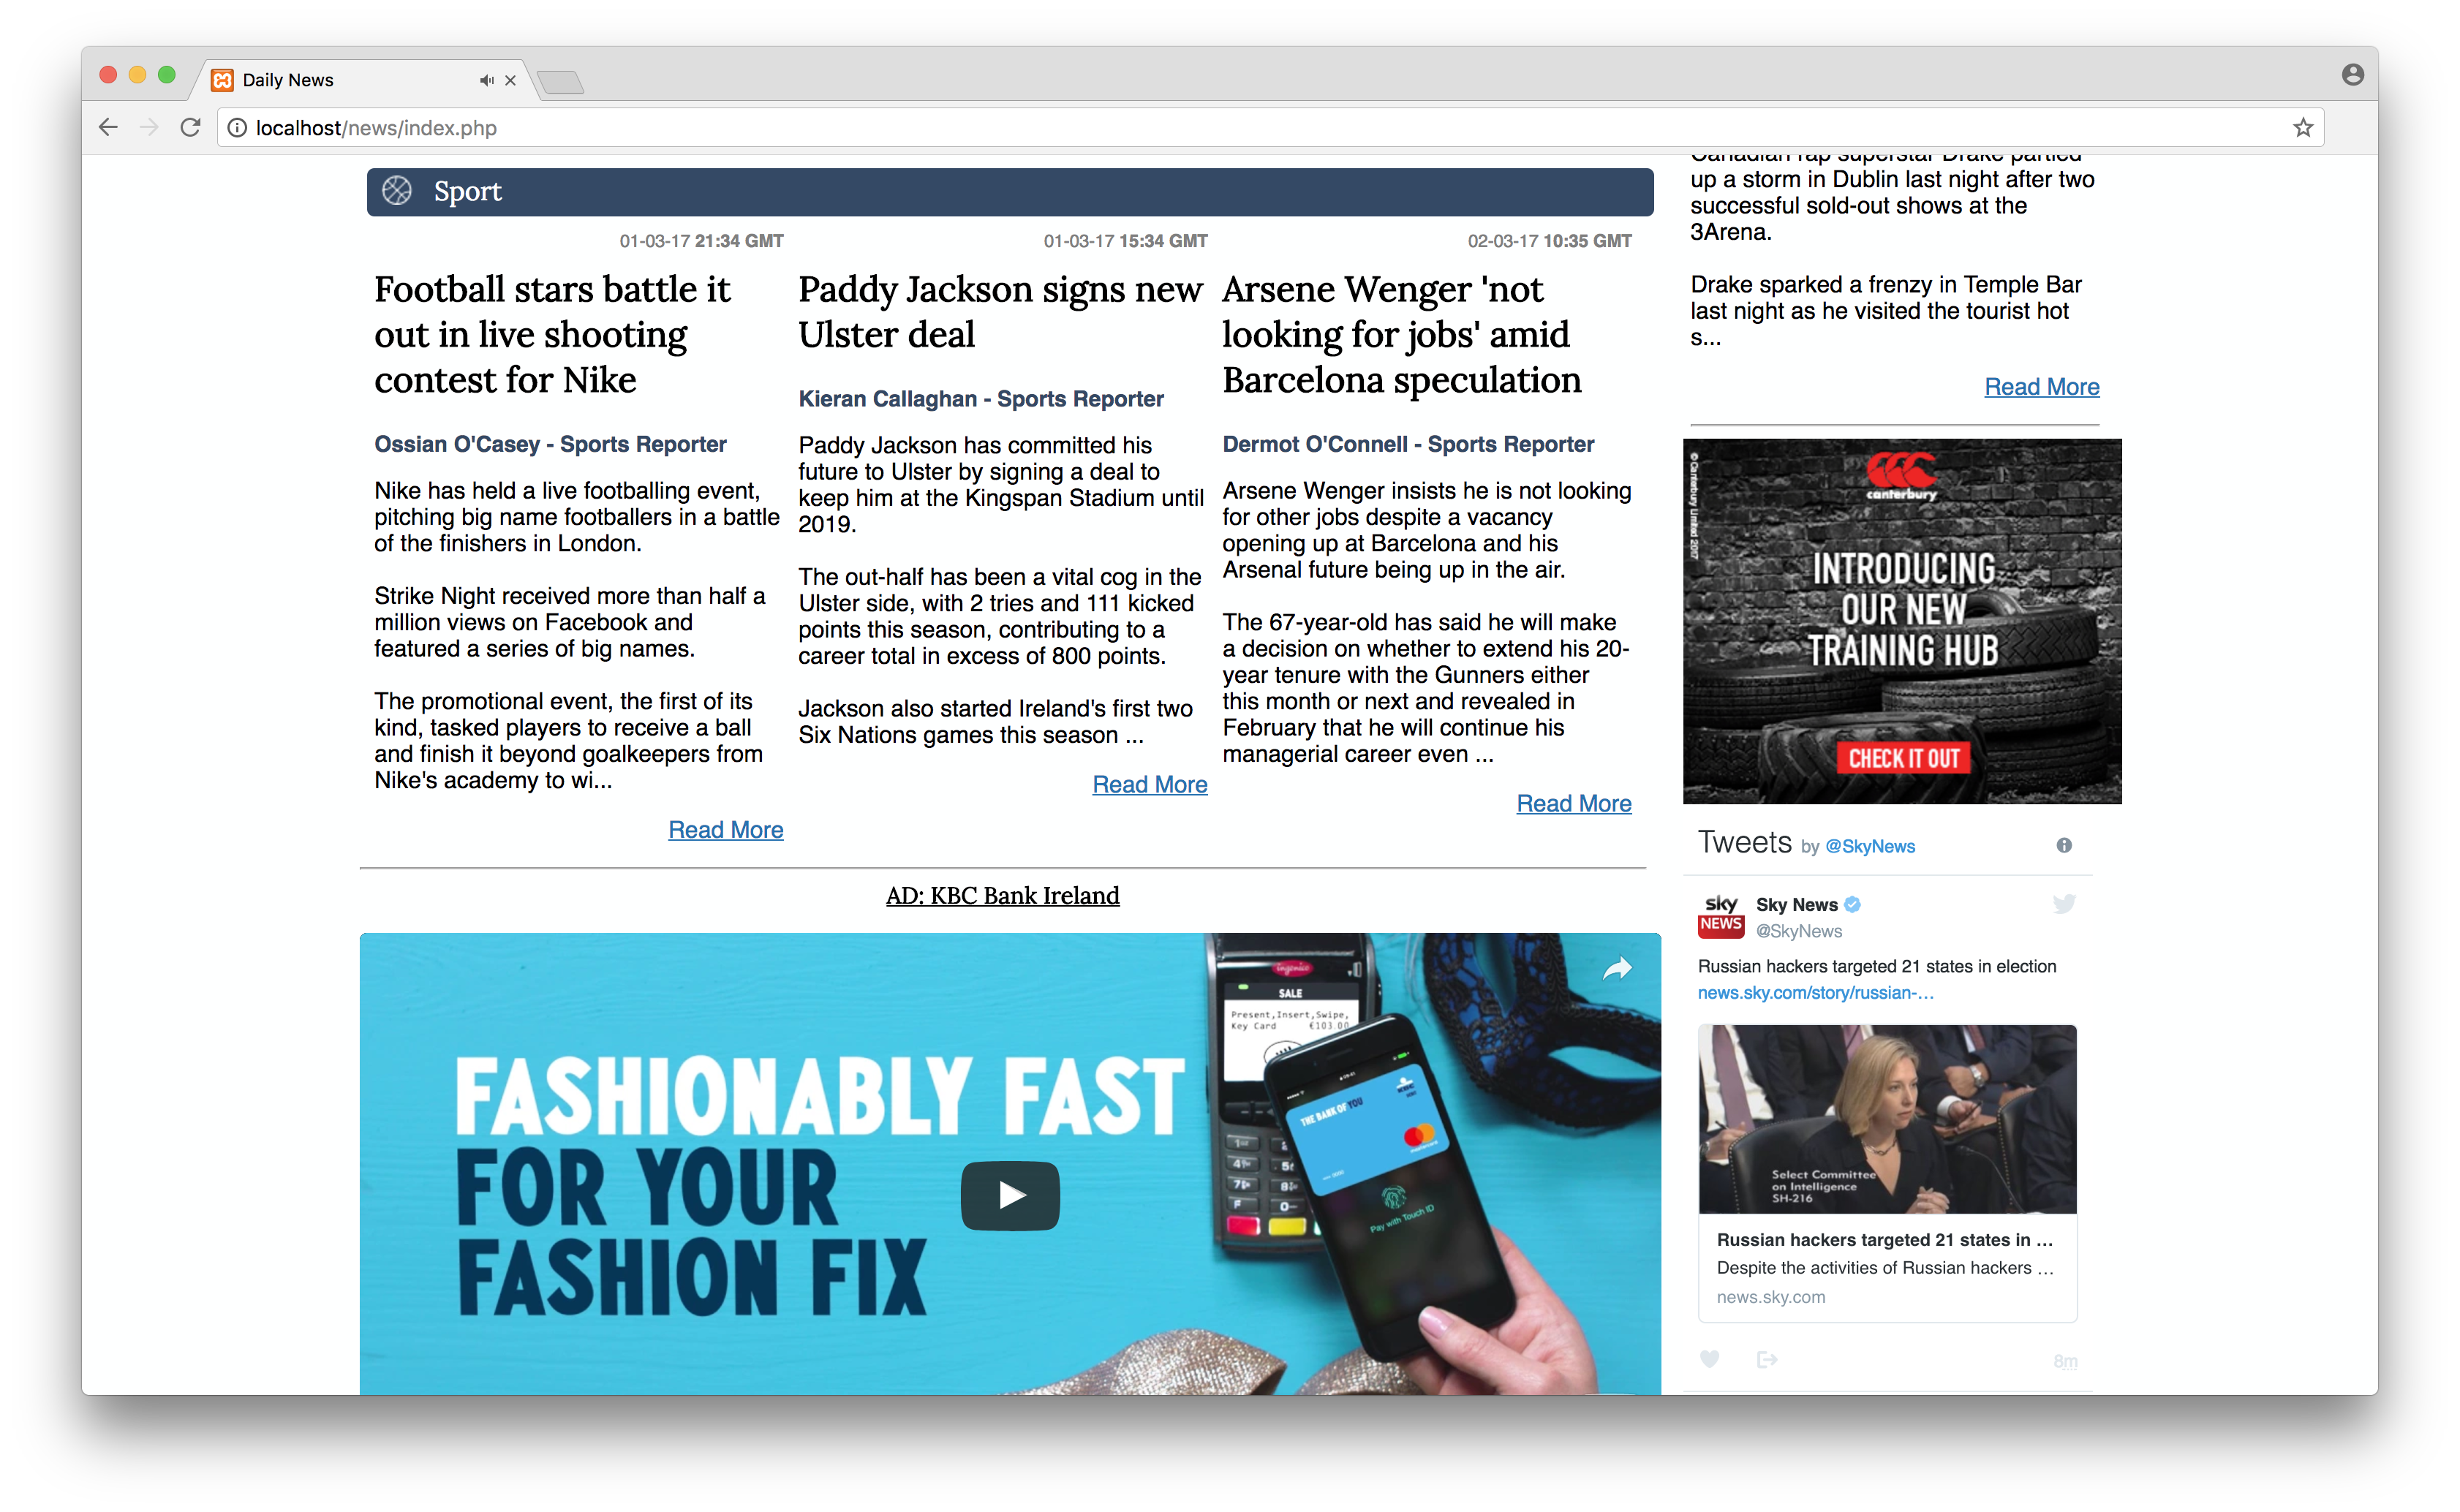 Daily News
localhost/news/index.php
Sport
01-03-17 21:34 GMT
Football stars battle it
out in live shooting
contest for Nike
Ossian O'Casey - Sports Reporter
Nike has held a live footballing event,
pitching big name footballers in a battle
of the finishers in London.
Strike Night received more than half a
million views on Facebook and
featured a series of big names.
The promotional event, the first of its
kind, tasked players to receive a ball
and finish it beyond goalkeepers from
Nike's academy to wi...
Read More
01-03-17 15:34 GMT
Paddy Jackson signs new
Ulster deal
Kieran Callaghan - Sports Reporter
Paddy Jackson has committed his
future to Ulster by signing a deal to
keep him at the Kingspan Stadium until
2019.
The out-half has been a vital cog in the
Ulster side, with 2 tries and 111 kicked
points this season, contributing to a
career total in excess of 800 points.
Jackson also started Ireland's first two
Six Nations games this season ...
Read More
02-03-17 10:35 GMT
Arsene Wenger 'not
looking for jobs' amid
Barcelona speculation
Dermot O'Connell - Sports Reporter
Arsene Wenger insists he is not looking
for other jobs despite a vacancy
opening up at Barcelona and his
Arsenal future being up in the air.
The 67-year-old has said he will make
a decision on whether to extend his 20-
year tenure with the Gunners either
this month or next and revealed in
February that he will continue his
managerial career even ...
Read More
AD: KBC Bank Ireland
FASHIONABLY FAST
FOR YOUR
FASHION FIX
ingenico
SALE
Present,Insert,Swipe,
Key Card €103.00
THE BANK OF YOU
Pay with Touch ID
Canadian rap superstar Drake partied
up a storm in Dublin last night after two
successful sold-out shows at the
3Arena.
Drake sparked a frenzy in Temple Bar
last night as he visited the tourist hot
s...
Read More
© Canterbury Limited 2017
canterbury
INTRODUCING
OUR NEW
TRAINING HUB
CHECK IT OUT
Tweets by @SkyNews
sky
NEWS
Sky News
@SkyNews
Russian hackers targeted 21 states in election
news.sky.com/story/russian-…
Select Committee
on Intelligence
SH-216
Russian hackers targeted 21 states in …
Despite the activities of Russian hackers …
news.sky.com
8m